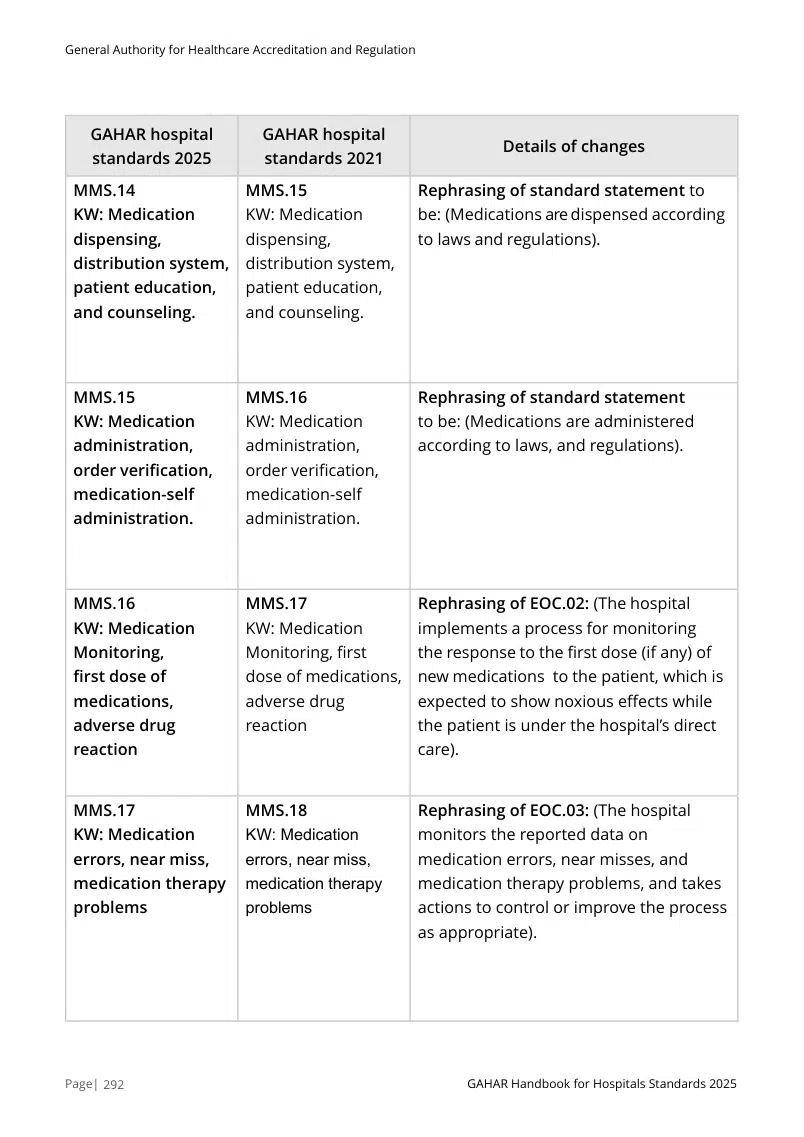 General Authority for Healthcare Accreditation and Regulation
GAHAR hospital
standards 2025
GAHAR hospital
standards 2021
Details of changes
MMS.14
KW: Medication
dispensing,
distribution system,
patient education,
and counseling.
MMS.15
KW: Medication
dispensing,
distribution system,
patient education,
and counseling.
Rephrasing of standard statement to
be: (Medications are dispensed according
to laws and regulations).
MMS.15
KW: Medication
administration,
order verification,
medication-self
administration.
MMS.16
KW: Medication
administration,
order verification,
medication-self
administration.
Rephrasing of standard statement
to be: (Medications are administered
according to laws, and regulations).
MMS.16
KW: Medication
Monitoring,
first dose of
medications,
adverse drug
reaction
MMS.17
KW: Medication
Monitoring, first
dose of medications,
adverse drug
reaction
Rephrasing of EOC.02: (The hospital
implements a process for monitoring
the response to the first dose (if any) of
new medications  to the patient, which is
expected to show noxious effects while
the patient is under the hospital’s direct
care).
MMS.17
KW: Medication
errors, near miss,
medication therapy
problems
MMS.18
KW: Medication
errors, near miss,
medication therapy
problems
Rephrasing of EOC.03: (The hospital
monitors the reported data on
medication errors, near misses, and
medication therapy problems, and takes
actions to control or improve the process
as appropriate).
Page| 292
GAHAR Handbook for Hospitals Standards 2025